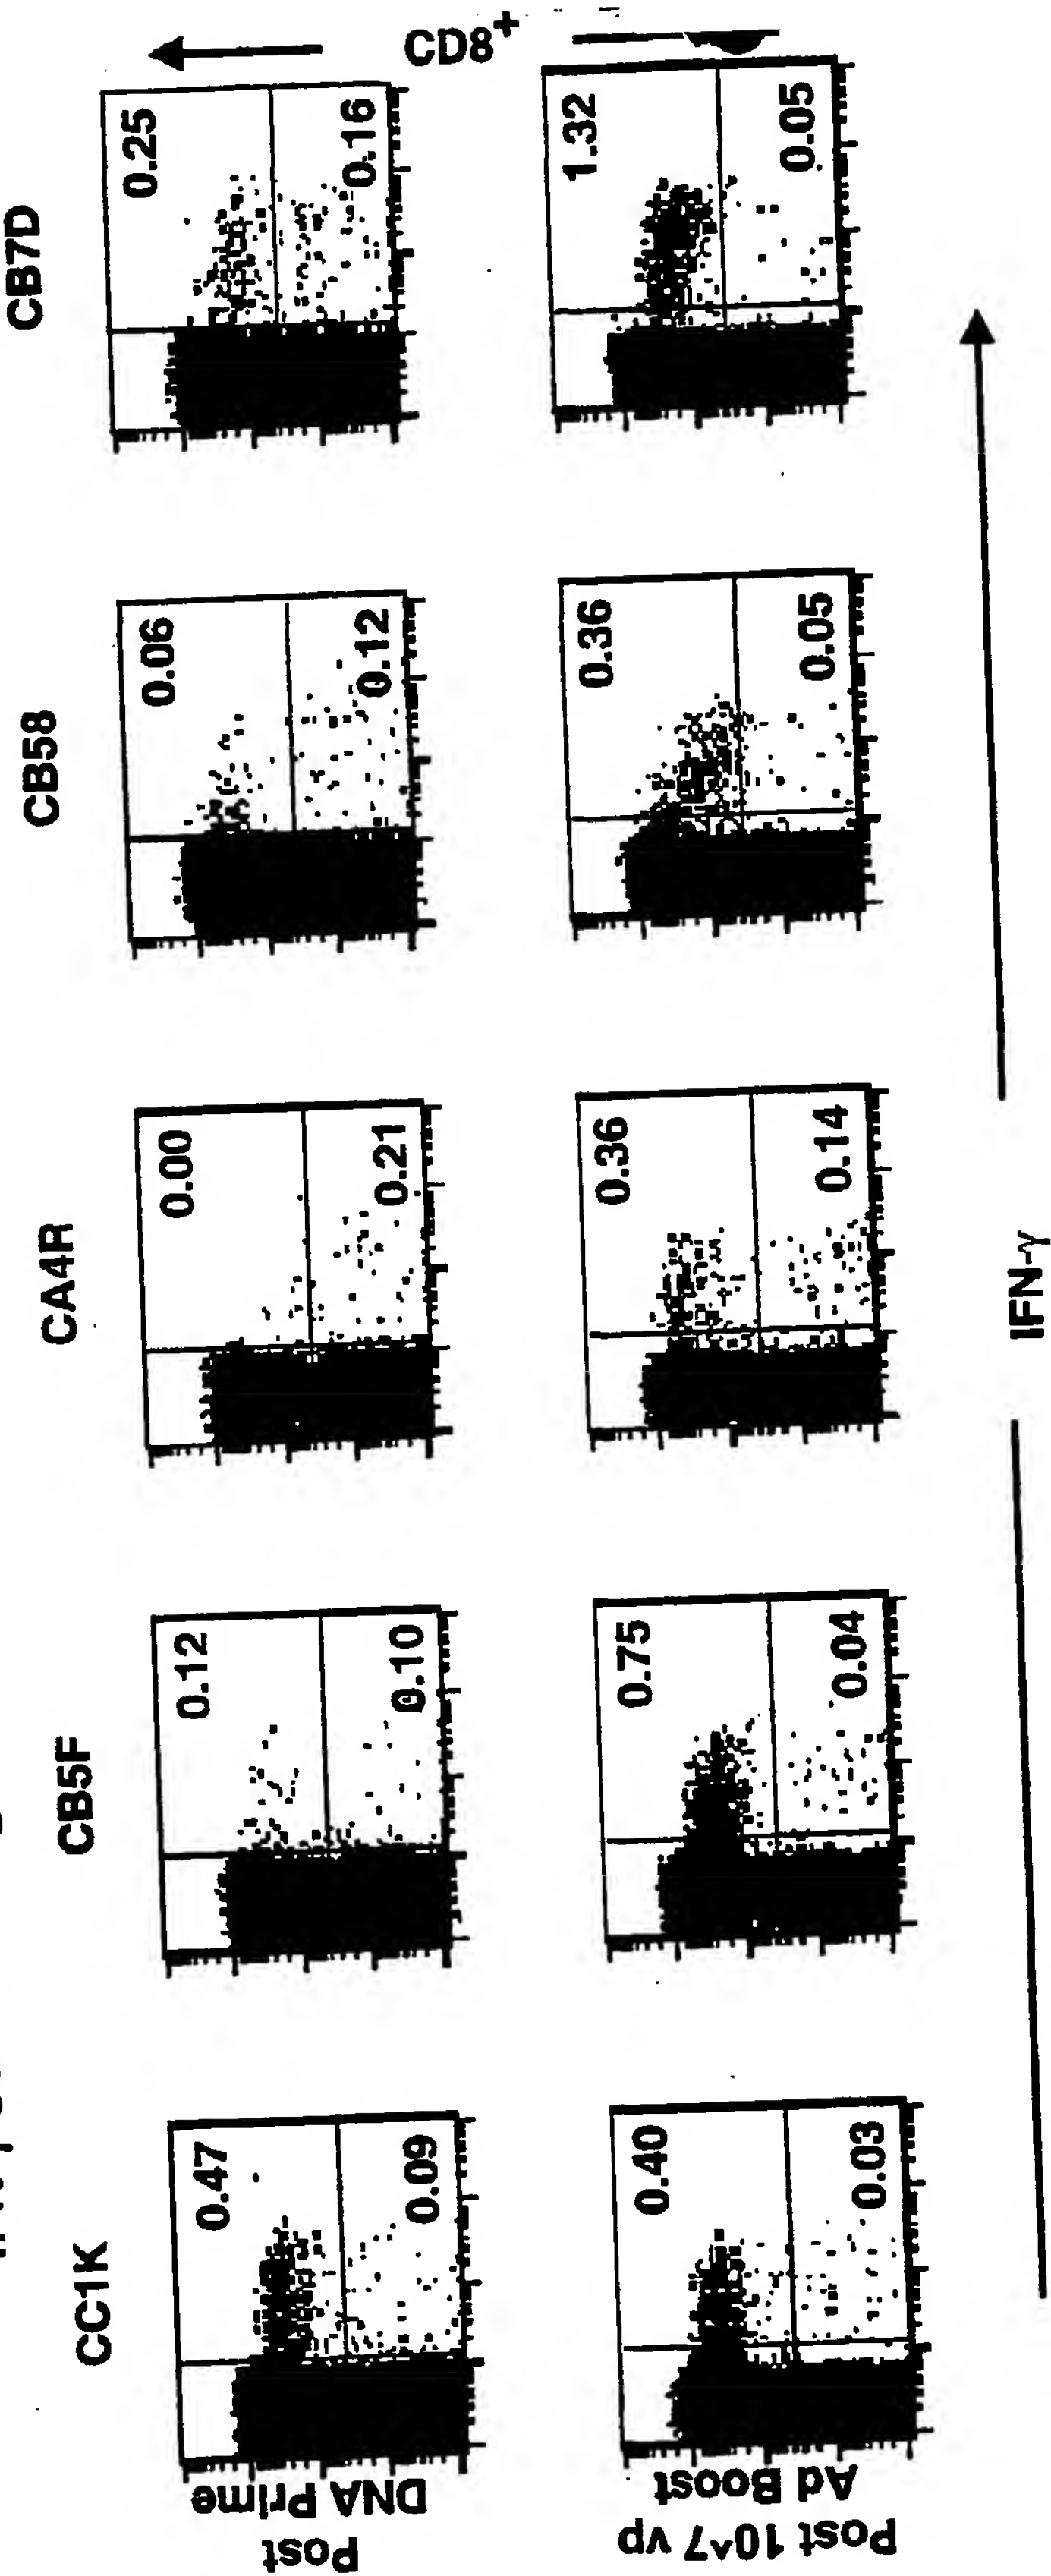 CC1K CB5F CA4R CB58 CB7D
Post
DNA Prime
0.47 0.12 0.00 0.06 0.25
0.09 0.10 0.21 0.12 0.16
CD8+
Post 10^7 vp
Ad Boost
0.40 0.75 0.36 0.36 1.32
0.03 0.04 0.14 0.05 0.05
IFN-γ